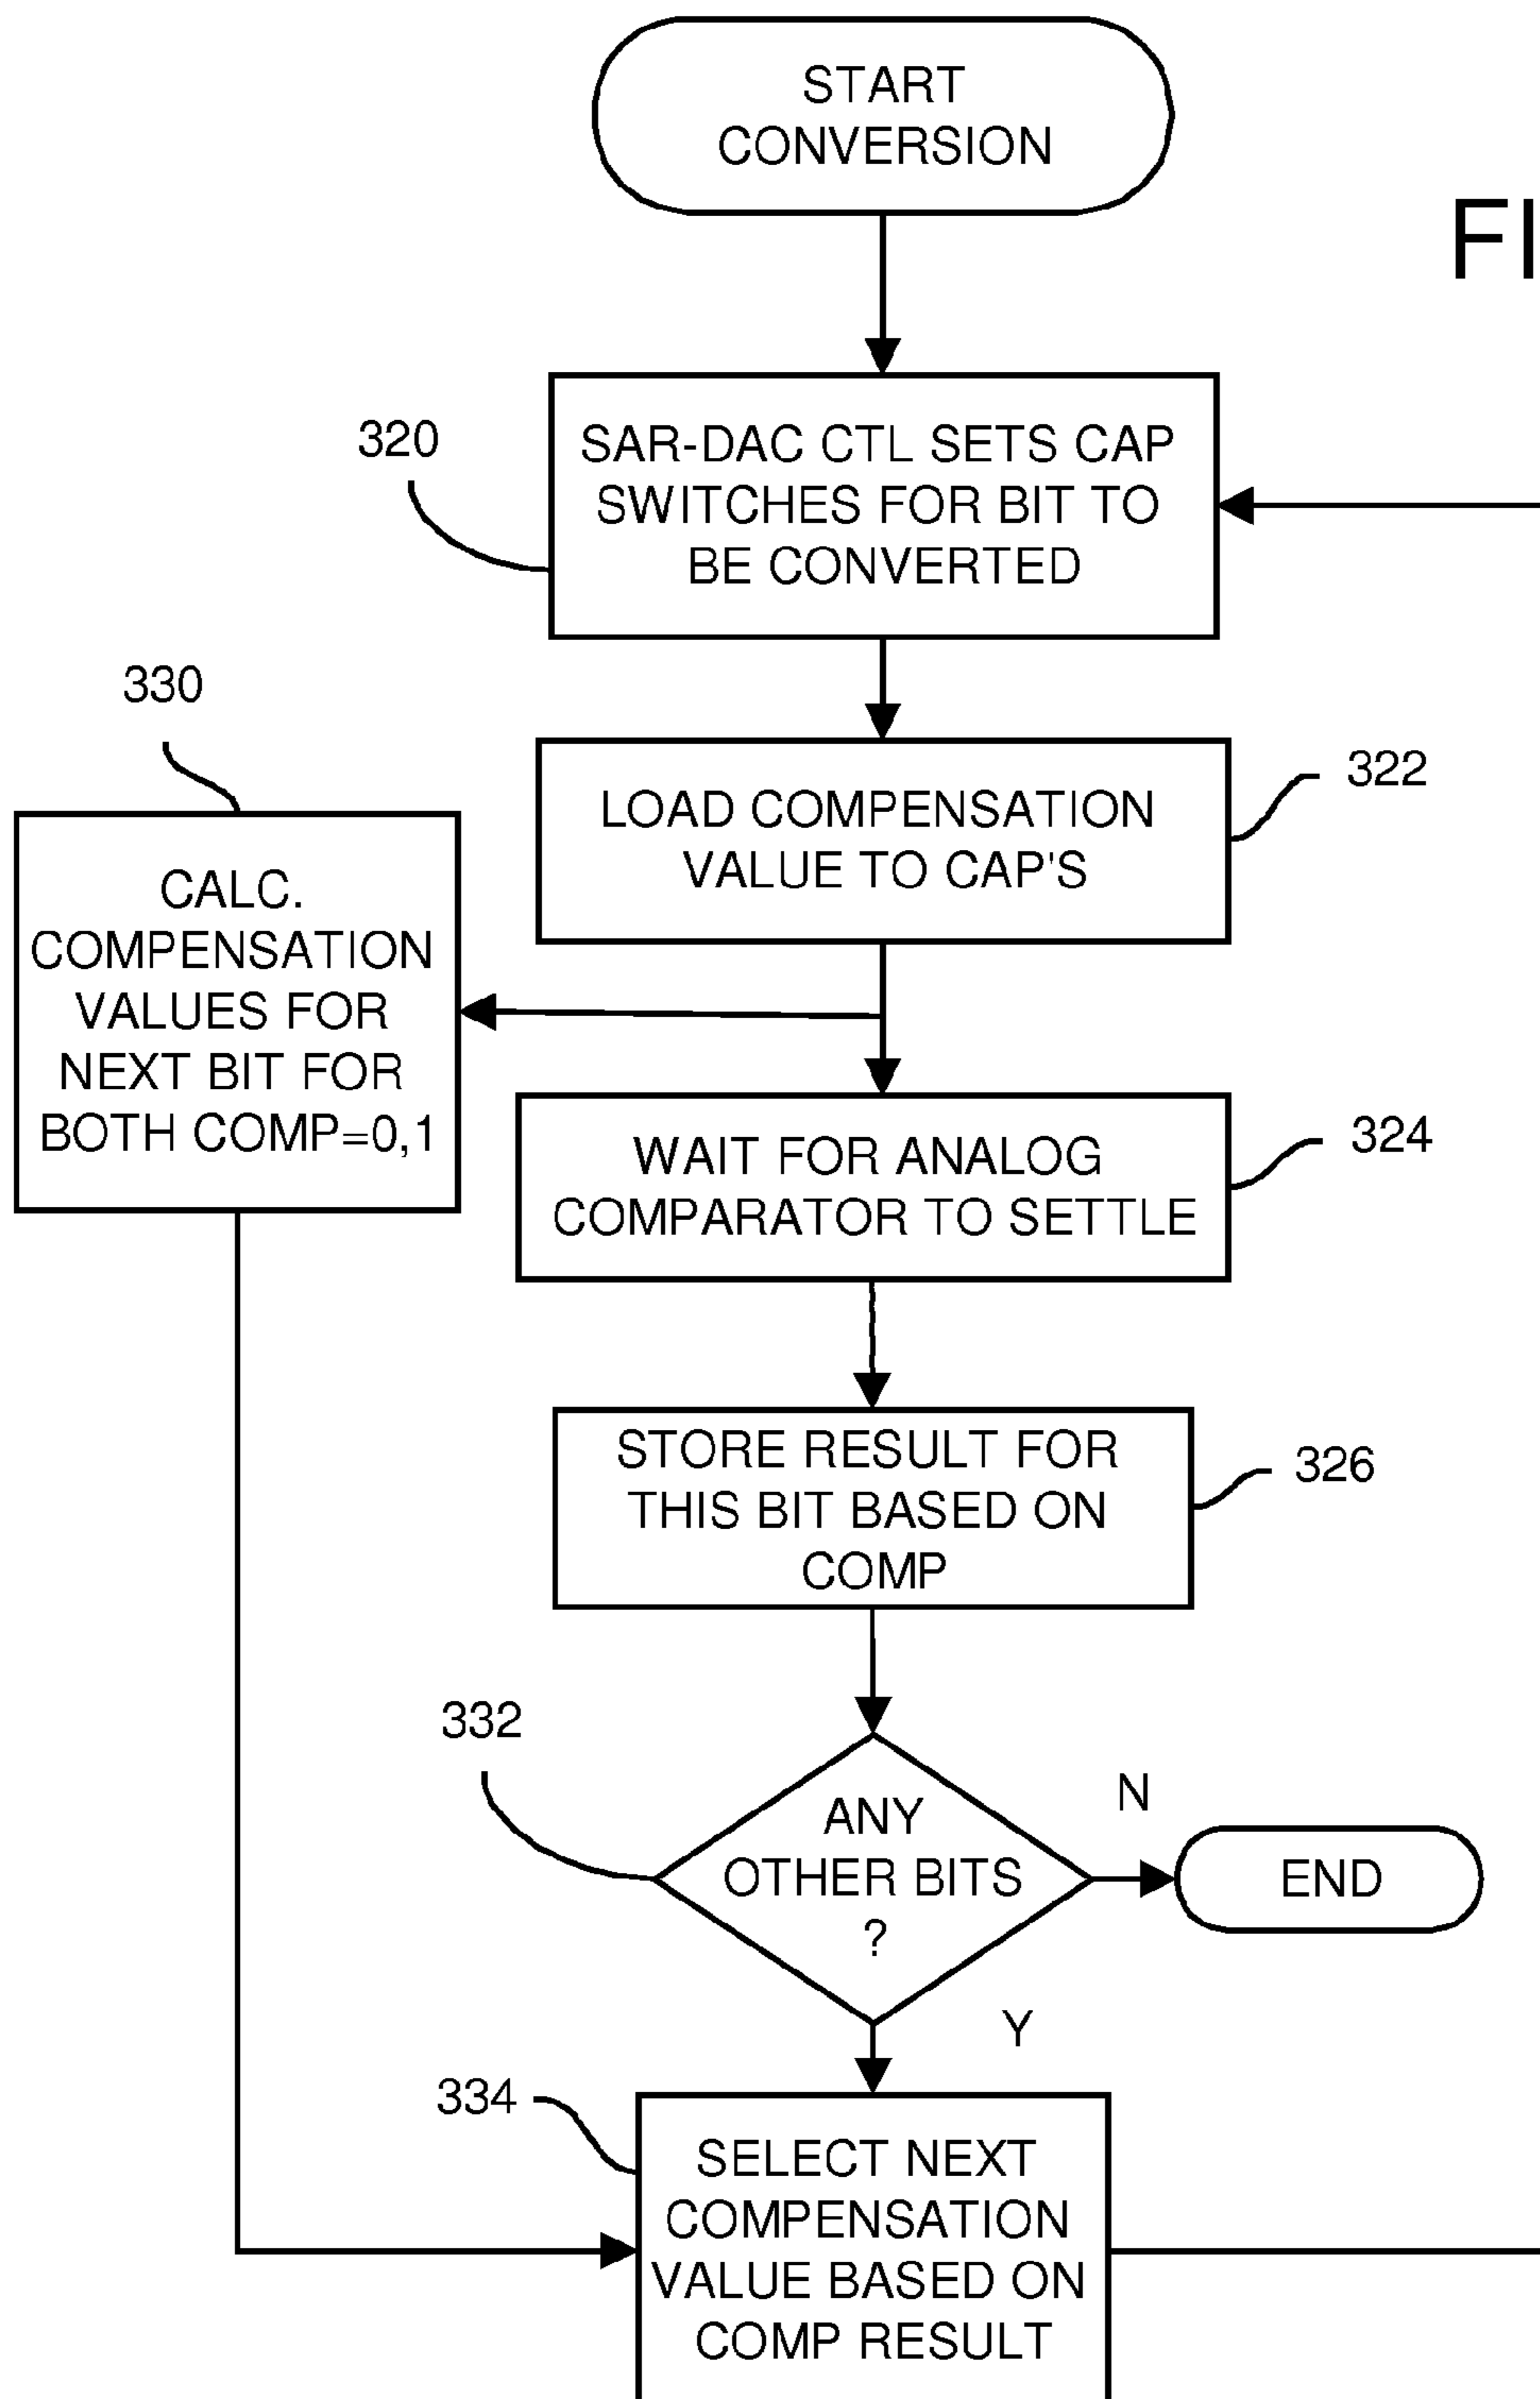 START
CONVERSION
FI
320
SAR-DAC CTL SETS CAP
SWITCHES FOR BIT TO
BE CONVERTED
330
322
LOAD COMPENSATION
VALUE TO CAP'S
CALC.
COMPENSATION
VALUES FOR
NEXT BIT FOR
BOTH COMP=0,1
324
WAIT FOR ANALOG
COMPARATOR TO SETTLE
326
STORE RESULT FOR
THIS BIT BASED ON
COMP
332
ANY
OTHER BITS
?
N
END
Y
334
SELECT NEXT
COMPENSATION
VALUE BASED ON
COMP RESULT